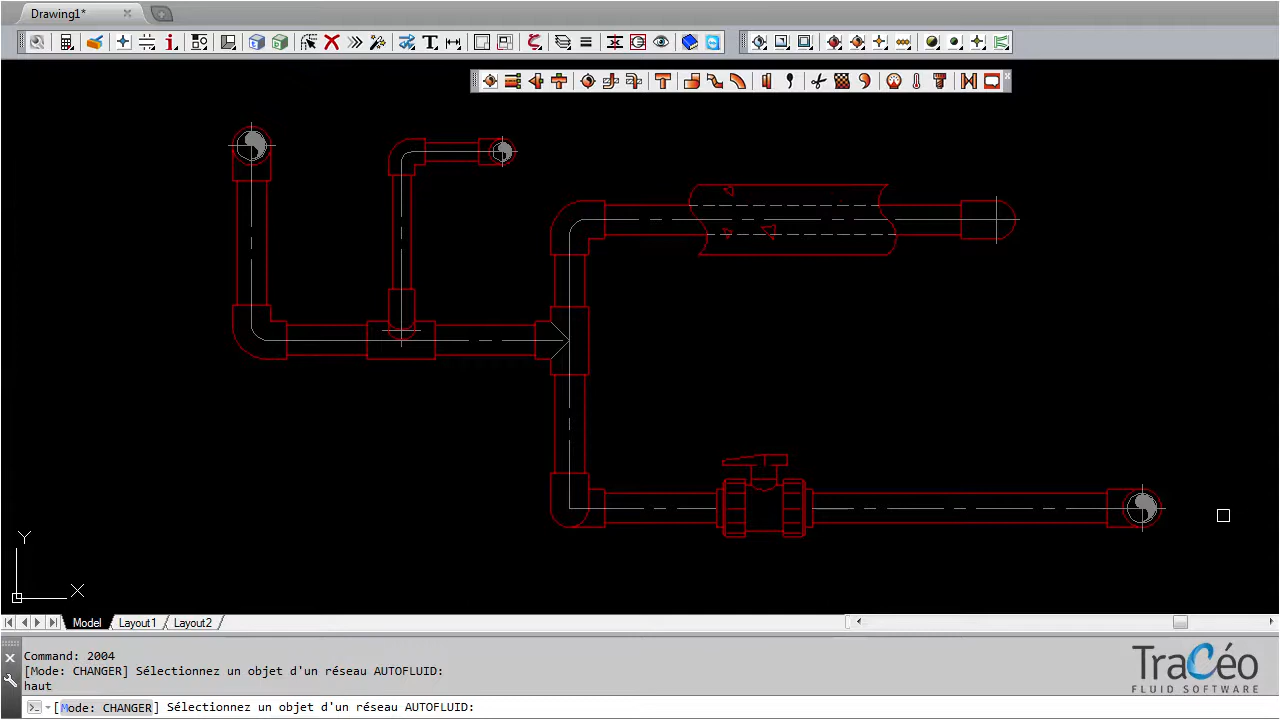 Drawing1*
Y
X
Model
Layout1
Layout2
Command: 2004
[Mode: CHANGER] Sélectionnez un objet d'un réseau AUTOFLUID:
haut
[Mode: CHANGER] Sélectionnez un objet d'un réseau AUTOFLUID:
TraCéo
FLUID SOFTWARE